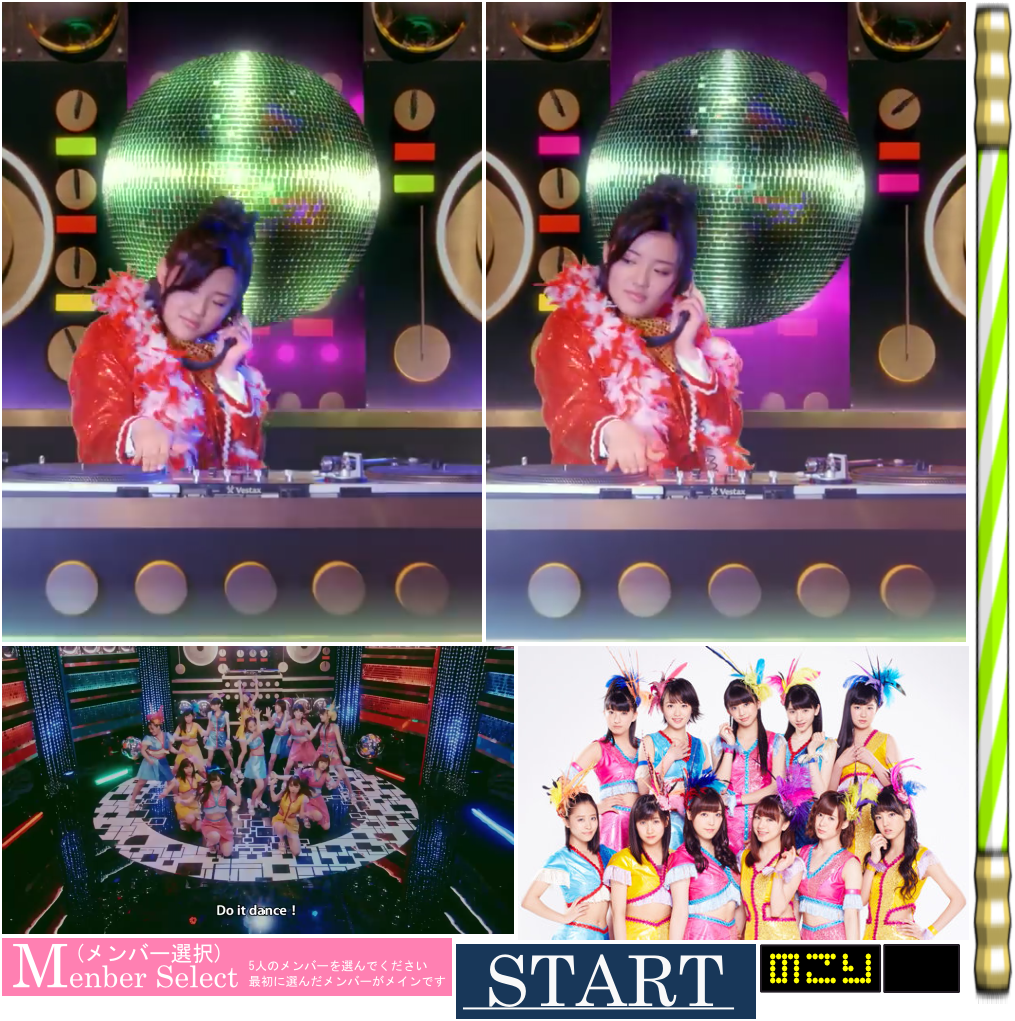 Vestax
Vestax
Do it dance！
Menber Select
（メンバー選択）
5人のメンバーを選んでください
最初に選んだメンバーがメインです
START